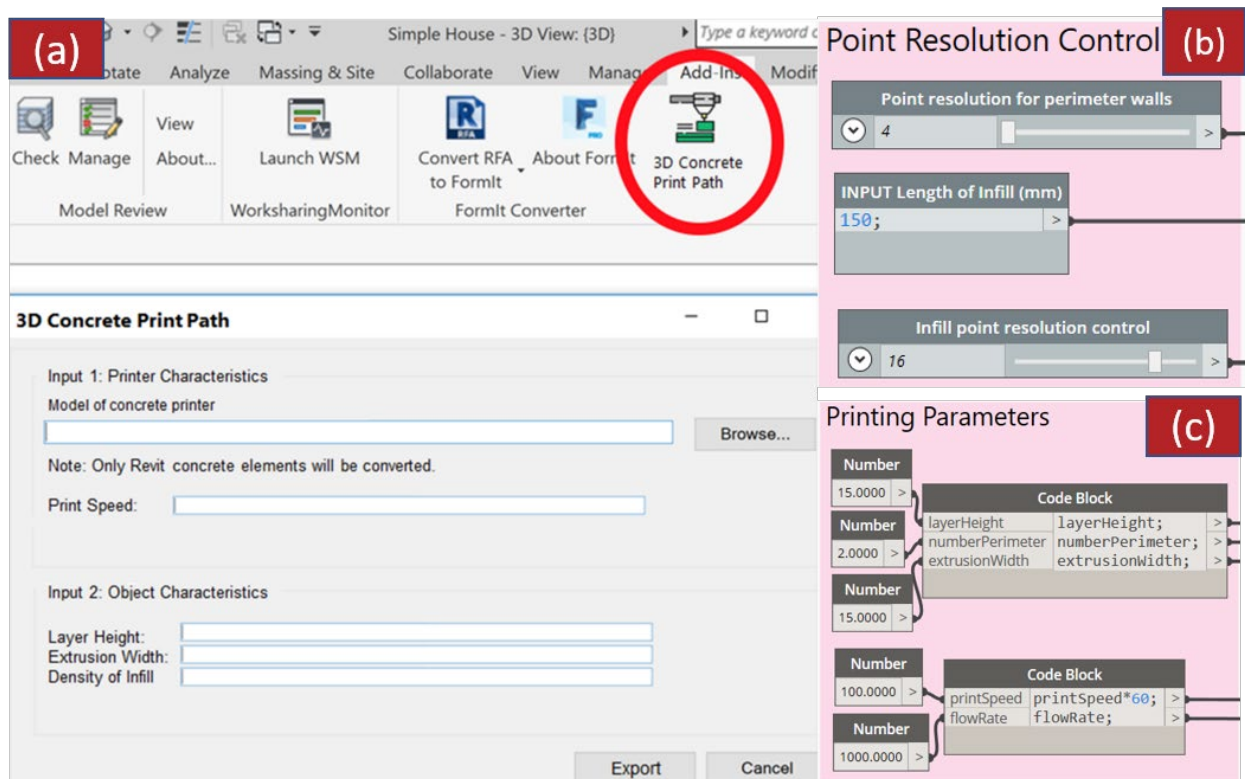 (a)
Simple House - 3D View: {3D}
Type a keyword
Analyze Massing & Site Collaborate View Manage Add-Ins Modif
Check Manage
View
About...
Launch WSM
Convert RFA
to FormIt
About FormIt
3D Concrete
Print Path
Model Review WorksharingMonitor FormIt Converter
RFA
PRO
3D Concrete Print Path
Input 1: Printer Characteristics
Model of concrete printer
Browse...
Note: Only Revit concrete elements will be converted.
Print Speed:
Input 2: Object Characteristics
Layer Height:
Extrusion Width:
Density of Infill
Export Cancel
Point Resolution Control
(b)
Point resolution for perimeter walls
4 >
INPUT Length of Infill (mm)
150; >
Infill point resolution control
16 >
Printing Parameters
(c)
Number
15.0000 >
Number
2.0000 >
Number
15.0000 >
Code Block
layerHeight layerHeight; >
numberPerimeter numberPerimeter; >
extrusionWidth extrusionWidth; >
Number
100.0000 >
Number
1000.0000 >
Code Block
printSpeed printSpeed*60; >
flowRate flowRate; >